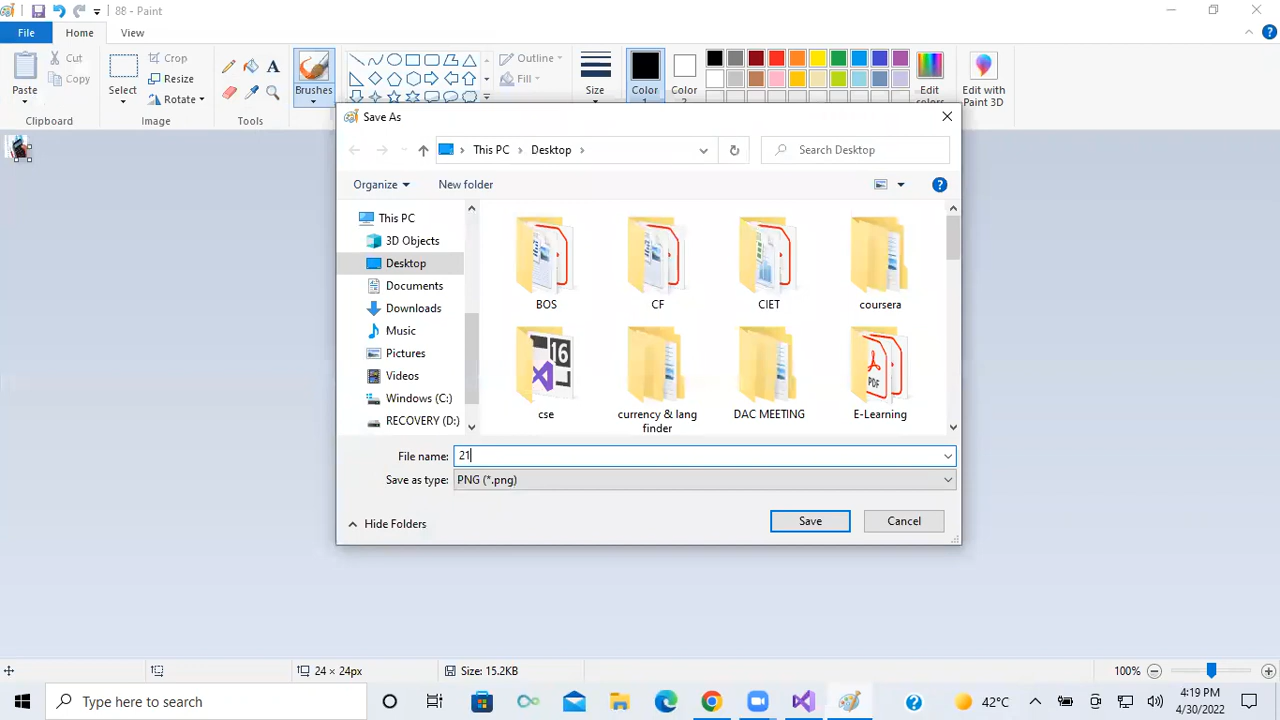 88 - Paint
File Home View
Paste
Cut
Copy
Clipboard
Select
Crop
Resize
Rotate
Image
A
Tools
Brushes
Outline
Fill
Size
Color 1
Color 2
Edit colors
Edit with Paint 3D
Save As
This PC > Desktop >
Search Desktop
Organize
New folder
This PC
3D Objects
Desktop
Documents
Downloads
Music
Pictures
Videos
Windows (C:)
RECOVERY (D:)
BOS CF CIET coursera
16
PDF
cse currency & lang finder DAC MEETING E-Learning
File name: 21
Save as type: PNG (*.png)
Hide Folders
Save Cancel
24 × 24px
Size: 15.2KB
100%
Type here to search
42°C
4:19 PM
4/30/2022